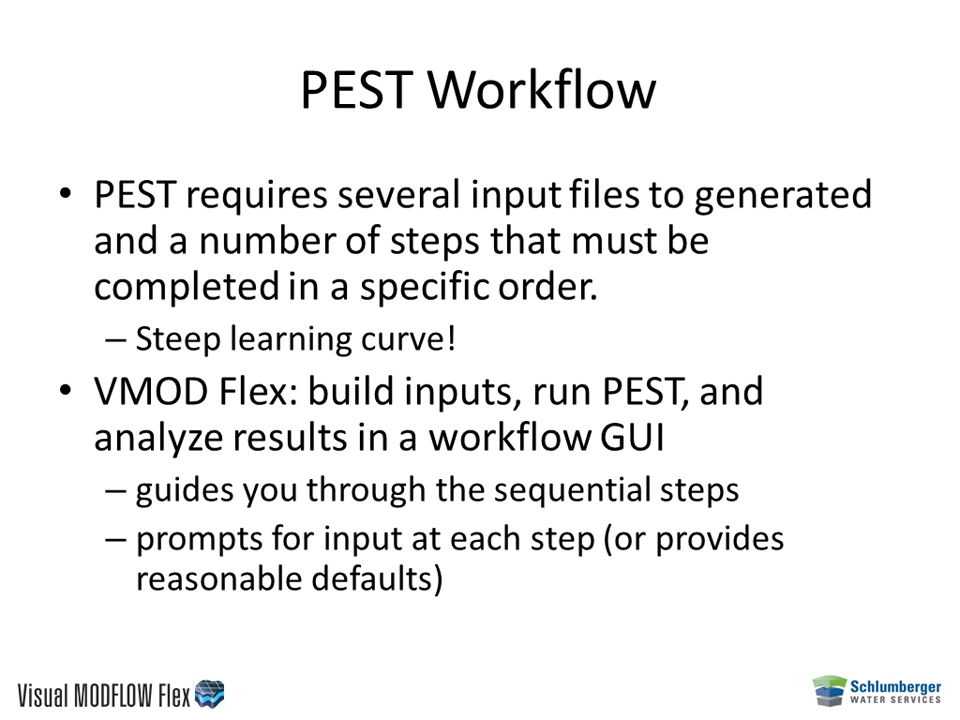 PEST Workflow
• PEST requires several input files to generated
and a number of steps that must be
completed in a specific order.
– Steep learning curve!
• VMOD Flex: build inputs, run PEST, and
analyze results in a workflow GUI
– guides you through the sequential steps
– prompts for input at each step (or provides
reasonable defaults)
Visual MODFLOW Flex
Schlumberger
WATER SERVICES